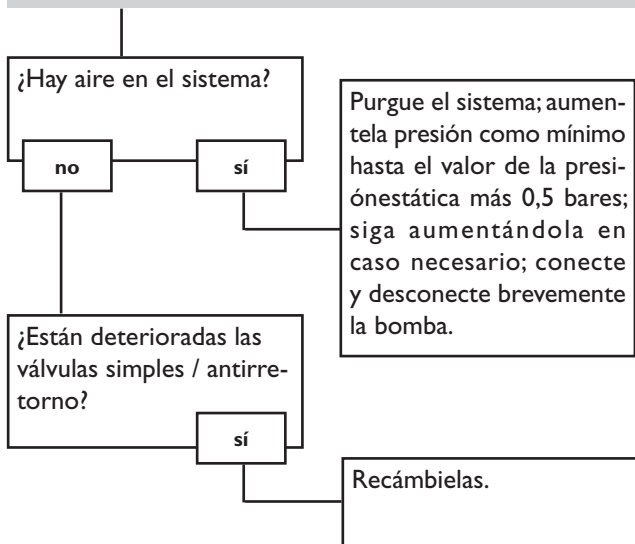 ¿Hay aire en el sistema?
no
sí
Purgue el sistema; aumen-
tela presión como mínimo
hasta el valor de la presi-
ónestática más 0,5 bares;
siga aumentándola en
caso necesario; conecte
y desconecte brevemente
la bomba.
¿Están deterioradas las
válvulas simples / antirre-
torno?
sí
Recámbielas.